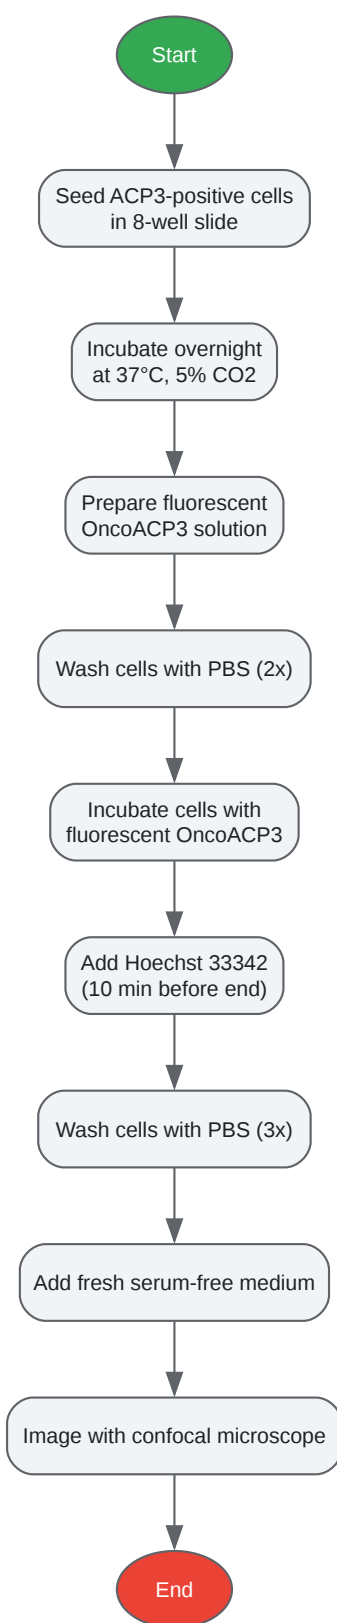 Start
Seed ACP3-positive cells
in 8-well slide
Incubate overnight
at 37°C, 5% CO2
Prepare fluorescent
OncoACP3 solution
Wash cells with PBS (2x)
Incubate cells with
fluorescent OncoACP3
Add Hoechst 33342
(10 min before end)
Wash cells with PBS (3x)
Add fresh serum-free medium
Image with confocal microscope
End